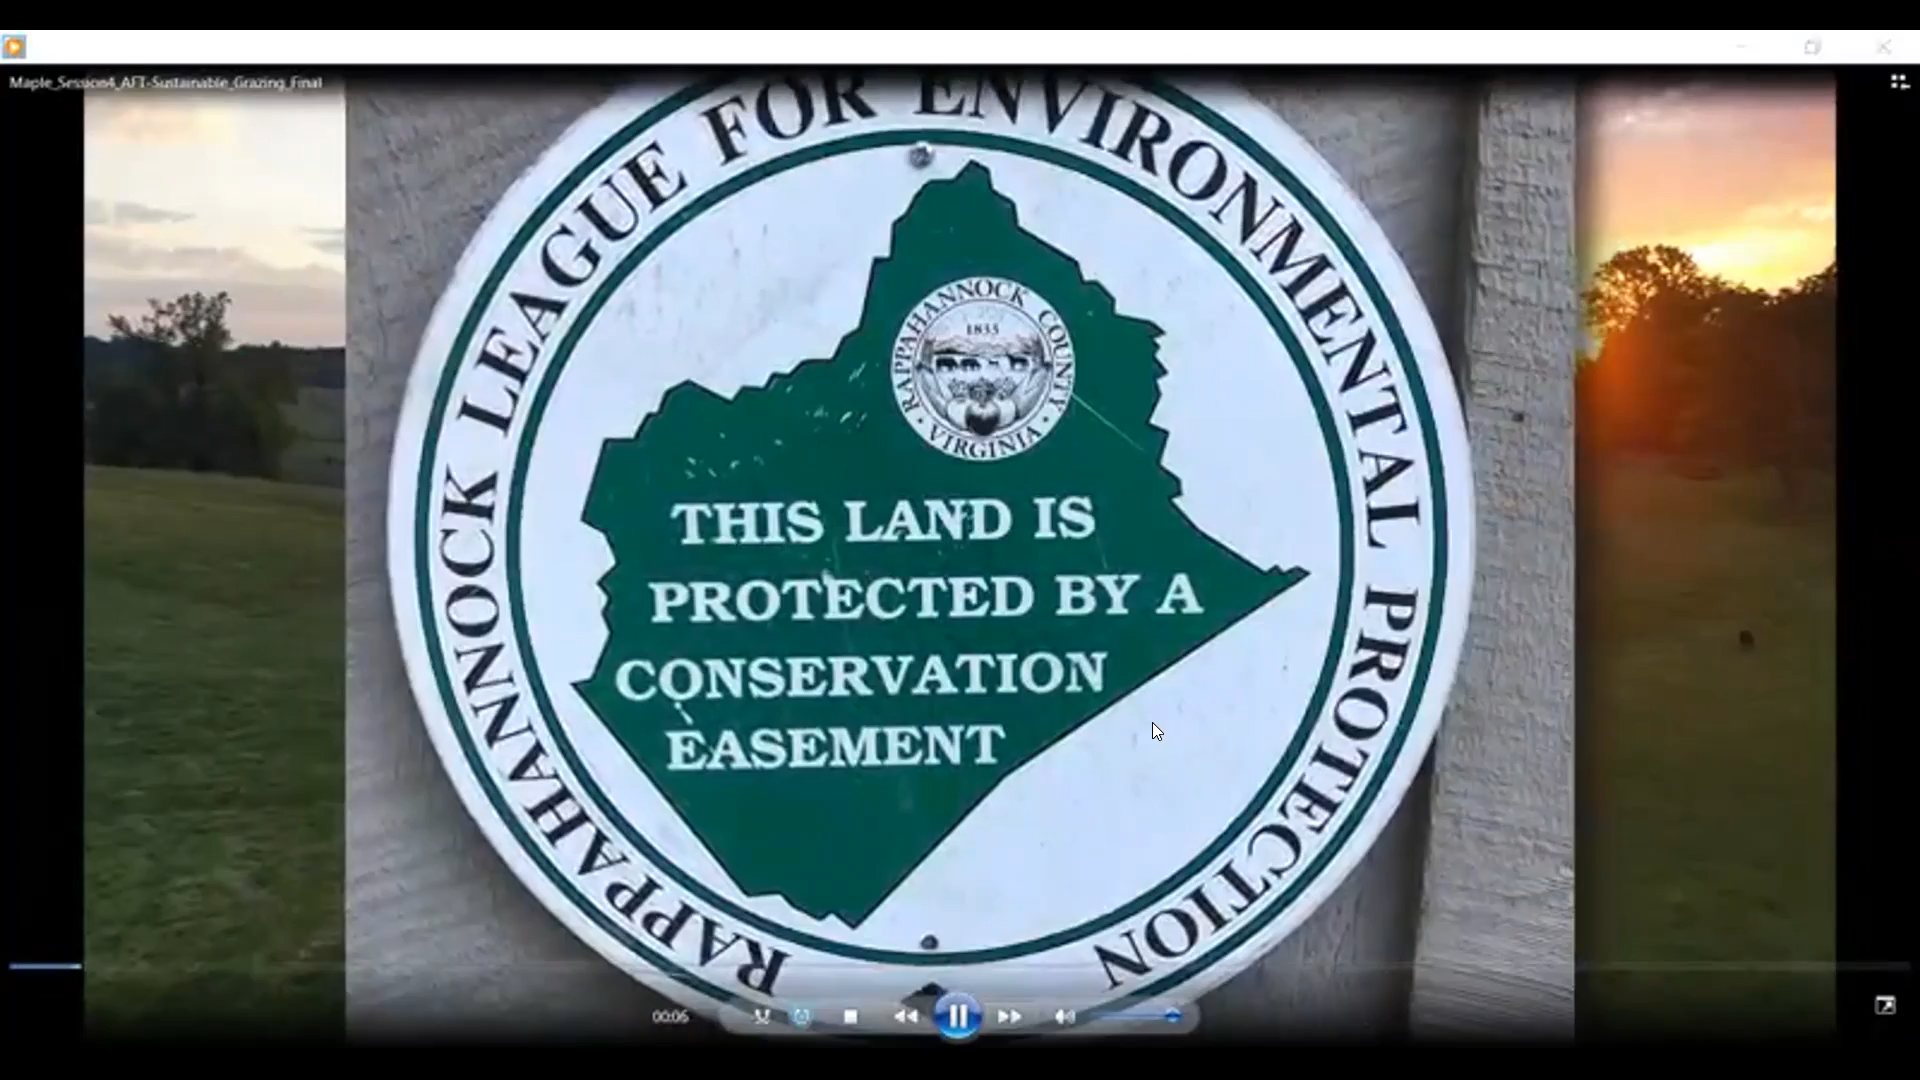 Maple_Session4_AFT-Sustainable_Grazing_Final
RAPPAHANNOCK LEAGUE FOR ENVIRONMENTAL PROTECTION
RAPPAHANNOCK COUNTY
1833
VIRGINIA
THIS LAND IS
PROTECTED BY A
CONSERVATION
EASEMENT
00:06